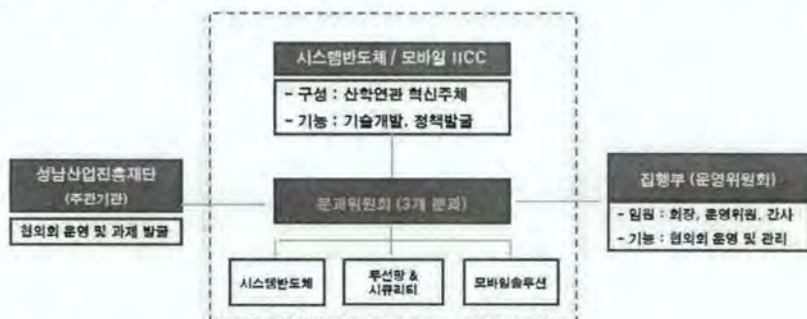 시스템반도체 / 모바일 IICC
- 구성 : 산학연관 혁신주체
- 기능 : 기술개발, 정책발굴
성남산업진흥재단
(주관기관)
협의회 운영 및 과제 발굴
분과위원회 (3개 분과)
집행부 (운영위원회)
- 임원 : 회장, 운영위원, 간사
- 기능 : 협의회 운영 및 관리
시스템반도체
무선망 &
시큐리티
모바일솔루션